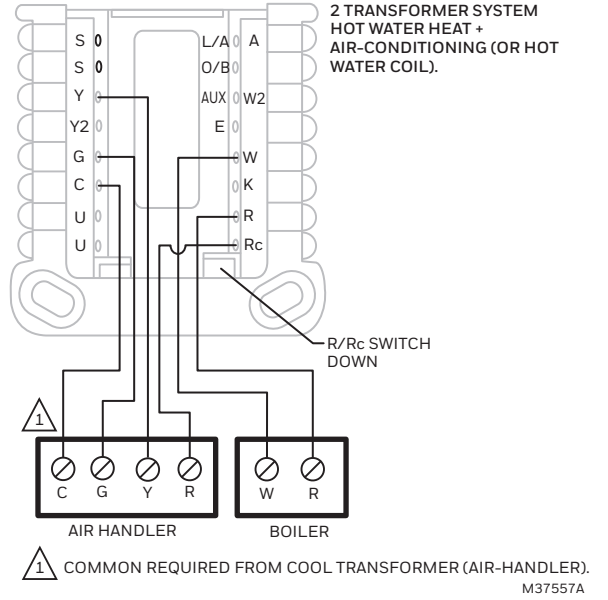 2 TRANSFORMER SYSTEM
HOT WATER HEAT +
AIR-CONDITIONING (OR HOT
WATER COIL).
S L/A A
S O/B
Y AUX W2
Y2 E
G W
C K
U R
U Rc
R/Rc SWITCH
DOWN
1
C G Y R W R
AIR HANDLER BOILER
1 COMMON REQUIRED FROM COOL TRANSFORMER (AIR-HANDLER).
M37557A